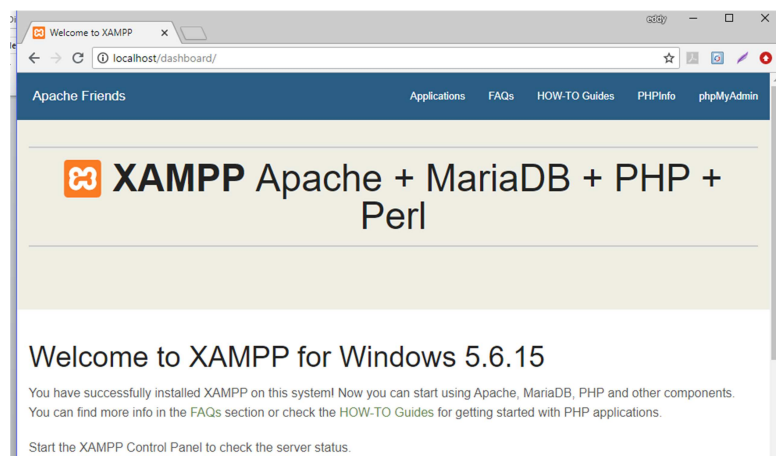 eddy
Welcome to XAMPP
localhost/dashboard/
Apache Friends Applications FAQs HOW-TO Guides PHPInfo phpMyAdmin
XAMPP Apache + MariaDB + PHP +
Perl
Welcome to XAMPP for Windows 5.6.15
You have successfully installed XAMPP on this system! Now you can start using Apache, MariaDB, PHP and other components.
You can find more info in the FAQs section or check the HOW-TO Guides for getting started with PHP applications.
Start the XAMPP Control Panel to check the server status.